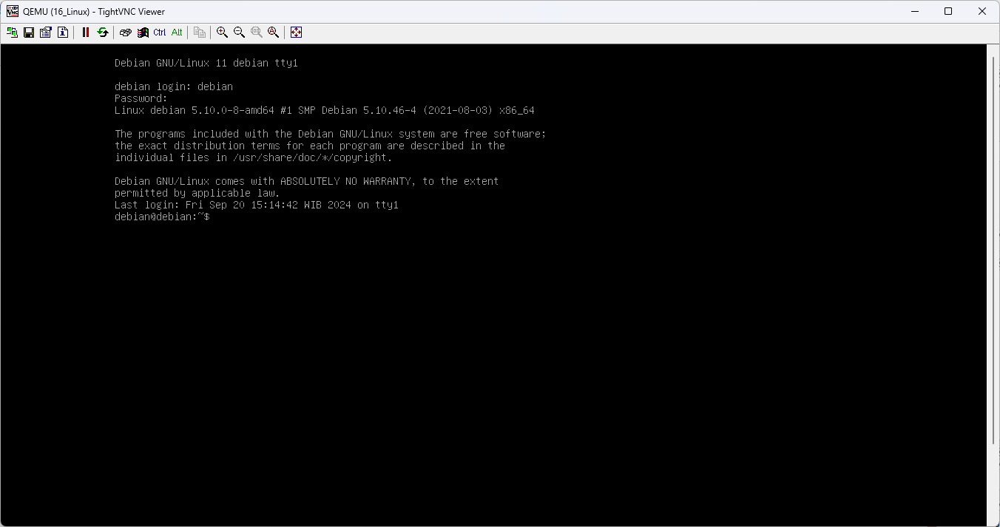 QEMU (16_Linux) - TightVNC Viewer
Ctrl Alt
Debian GNU/Linux 11 debian tty1
debian login: debian
Password:
Linux debian 5.10.0-8-amd64 #1 SMP Debian 5.10.46-4 (2021-08-03) x86_64
The programs included with the Debian GNU/Linux system are free software;
the exact distribution terms for each program are described in the
individual files in /usr/share/doc/*/copyright.
Debian GNU/Linux comes with ABSOLUTELY NO WARRANTY, to the extent
permitted by applicable law.
Last login: Fri Sep 20 15:14:42 WIB 2024 on tty1
debian@debian:~$